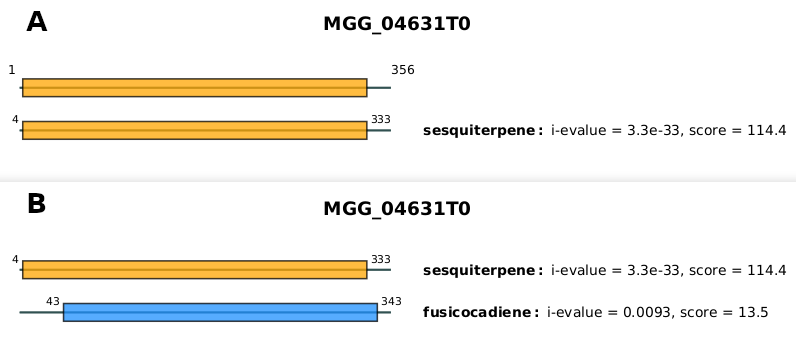 A
MGG_04631T0
1 356
4 333 sesquiterpene: i-evalue = 3.3e-33, score = 114.4
B
MGG_04631T0
4 333 sesquiterpene: i-evalue = 3.3e-33, score = 114.4
43 343 fusicocadiene: i-evalue = 0.0093, score = 13.5